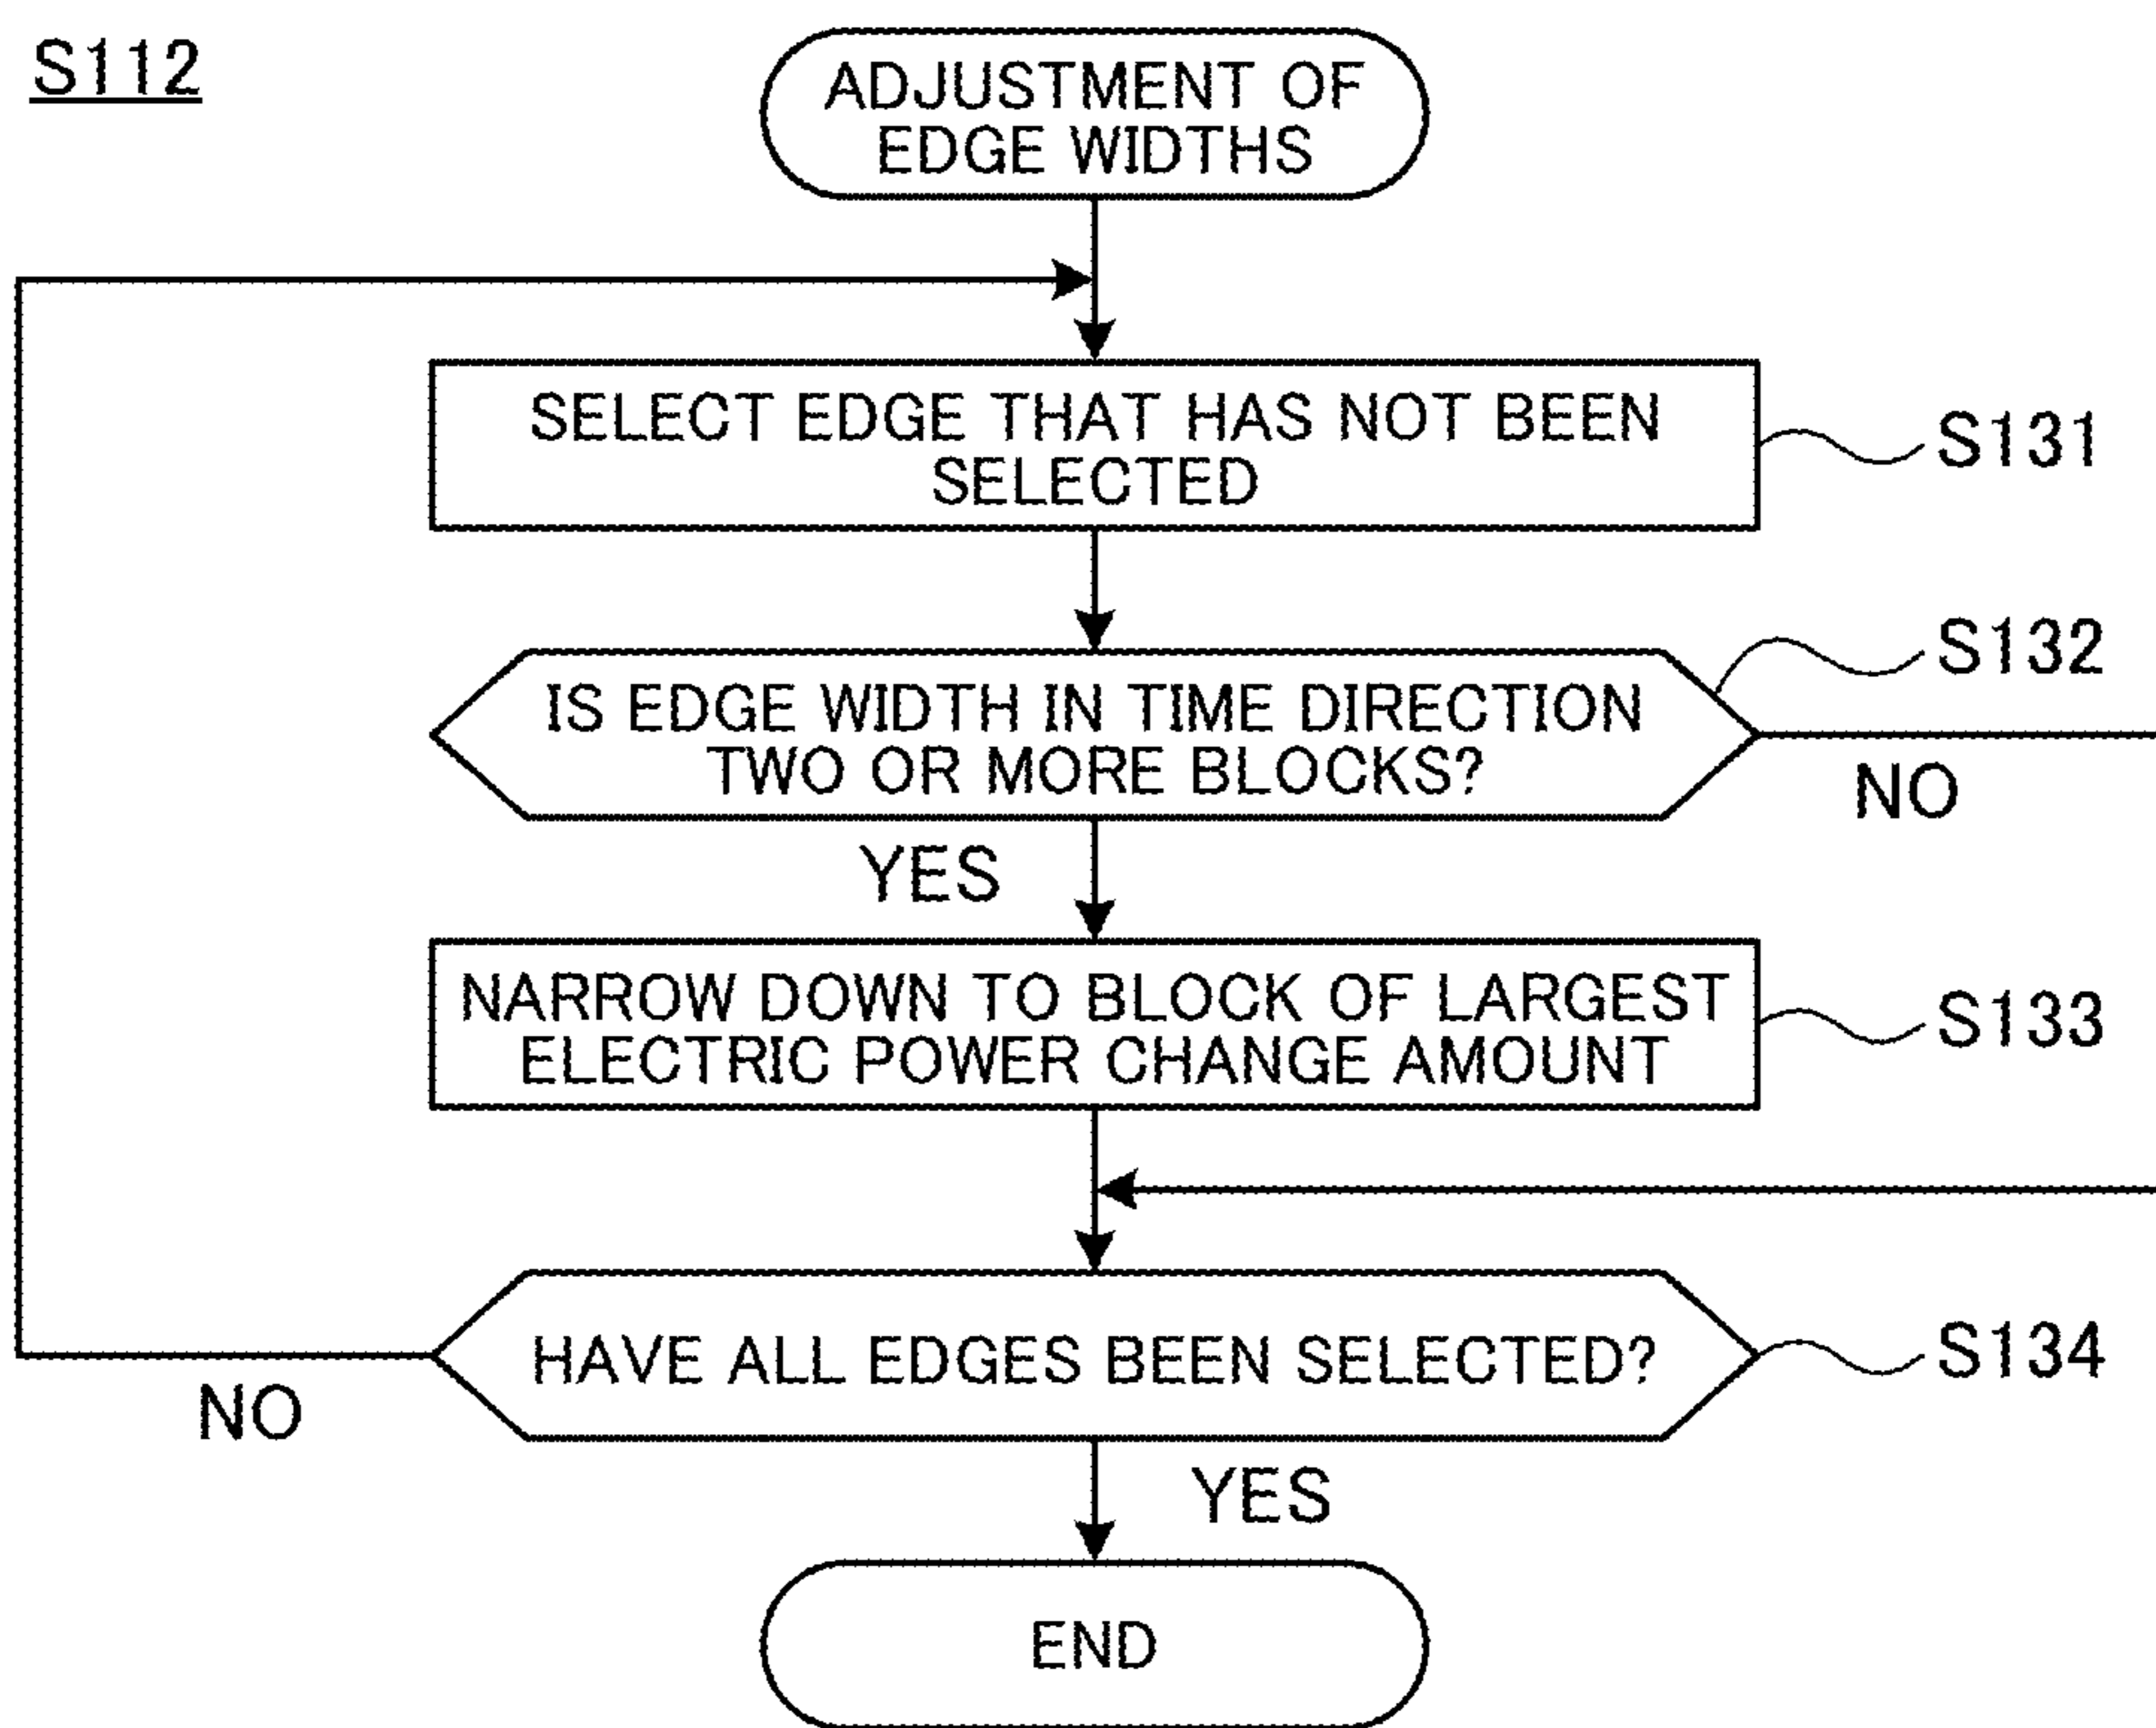 S112
ADJUSTMENT OF
EDGE WIDTHS
SELECT EDGE THAT HAS NOT BEEN
SELECTED
S131
IS EDGE WIDTH IN TIME DIRECTION
TWO OR MORE BLOCKS?
S132
NO
YES
NARROW DOWN TO BLOCK OF LARGEST
ELECTRIC POWER CHANGE AMOUNT
S133
HAVE ALL EDGES BEEN SELECTED?
S134
NO
YES
END